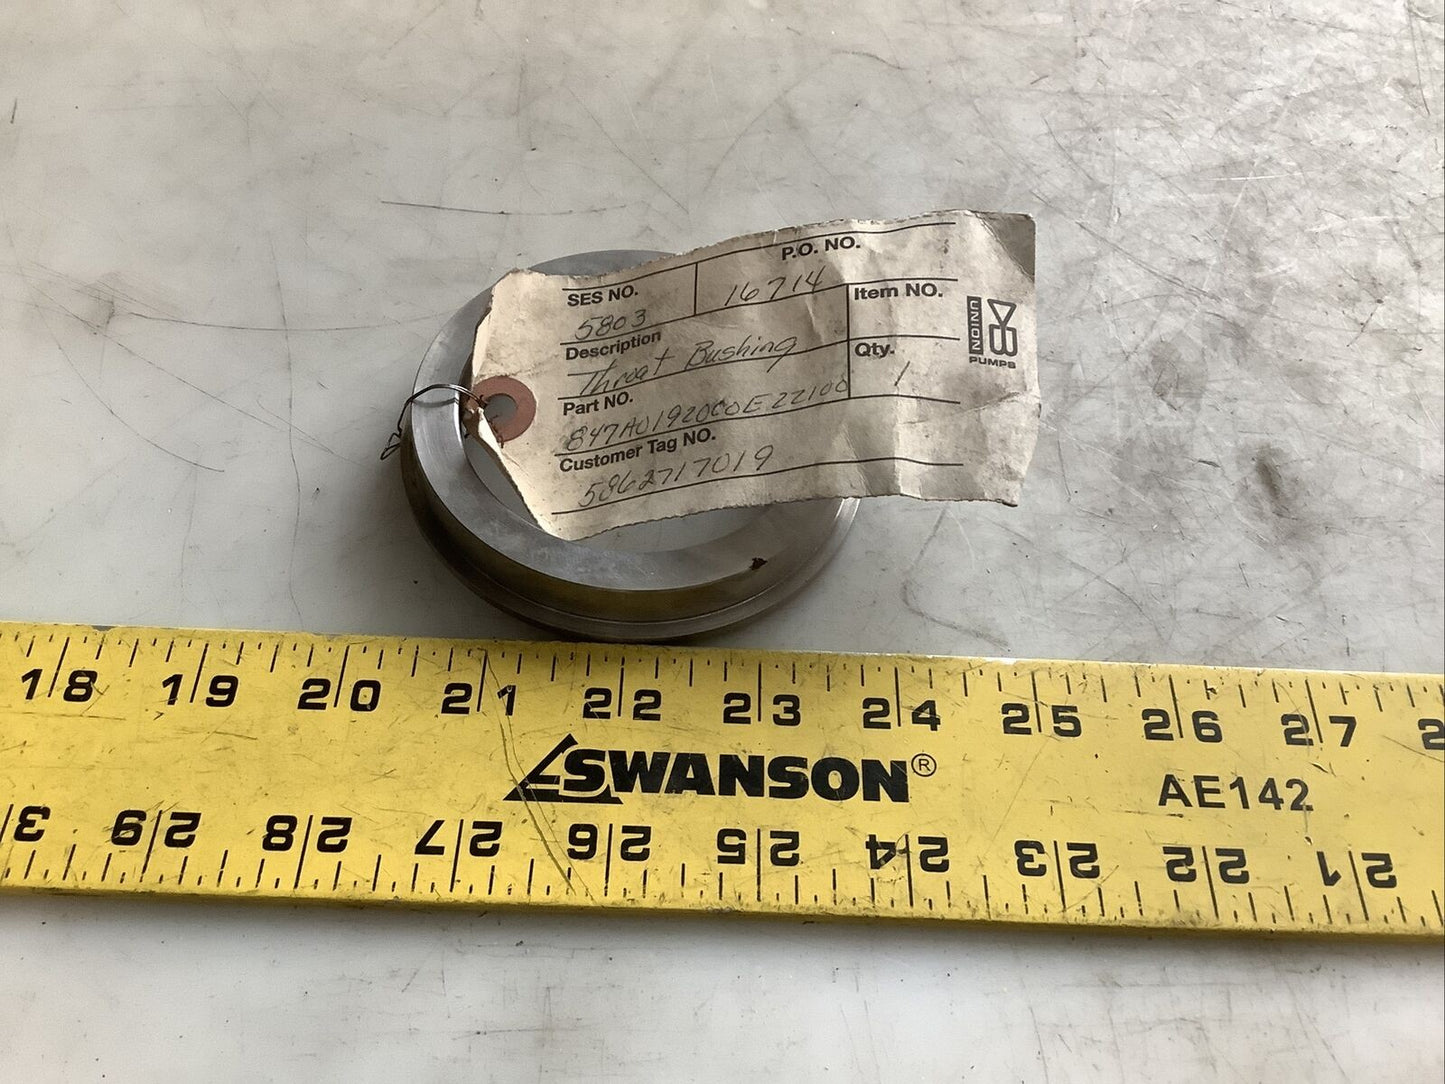 P.O. NO.
SES NO.
16714
5803
Item NO.
Description
Throat Bushing
Qty.
1
Part NO.
847A01920C0E22100
Customer Tag NO.
5862717019
UNION
PUMPS
18 19 20 21 22 23 24 25 26 27 2
SWANSON®
AE142
3 29 28 27 26 25 24 23 22 21